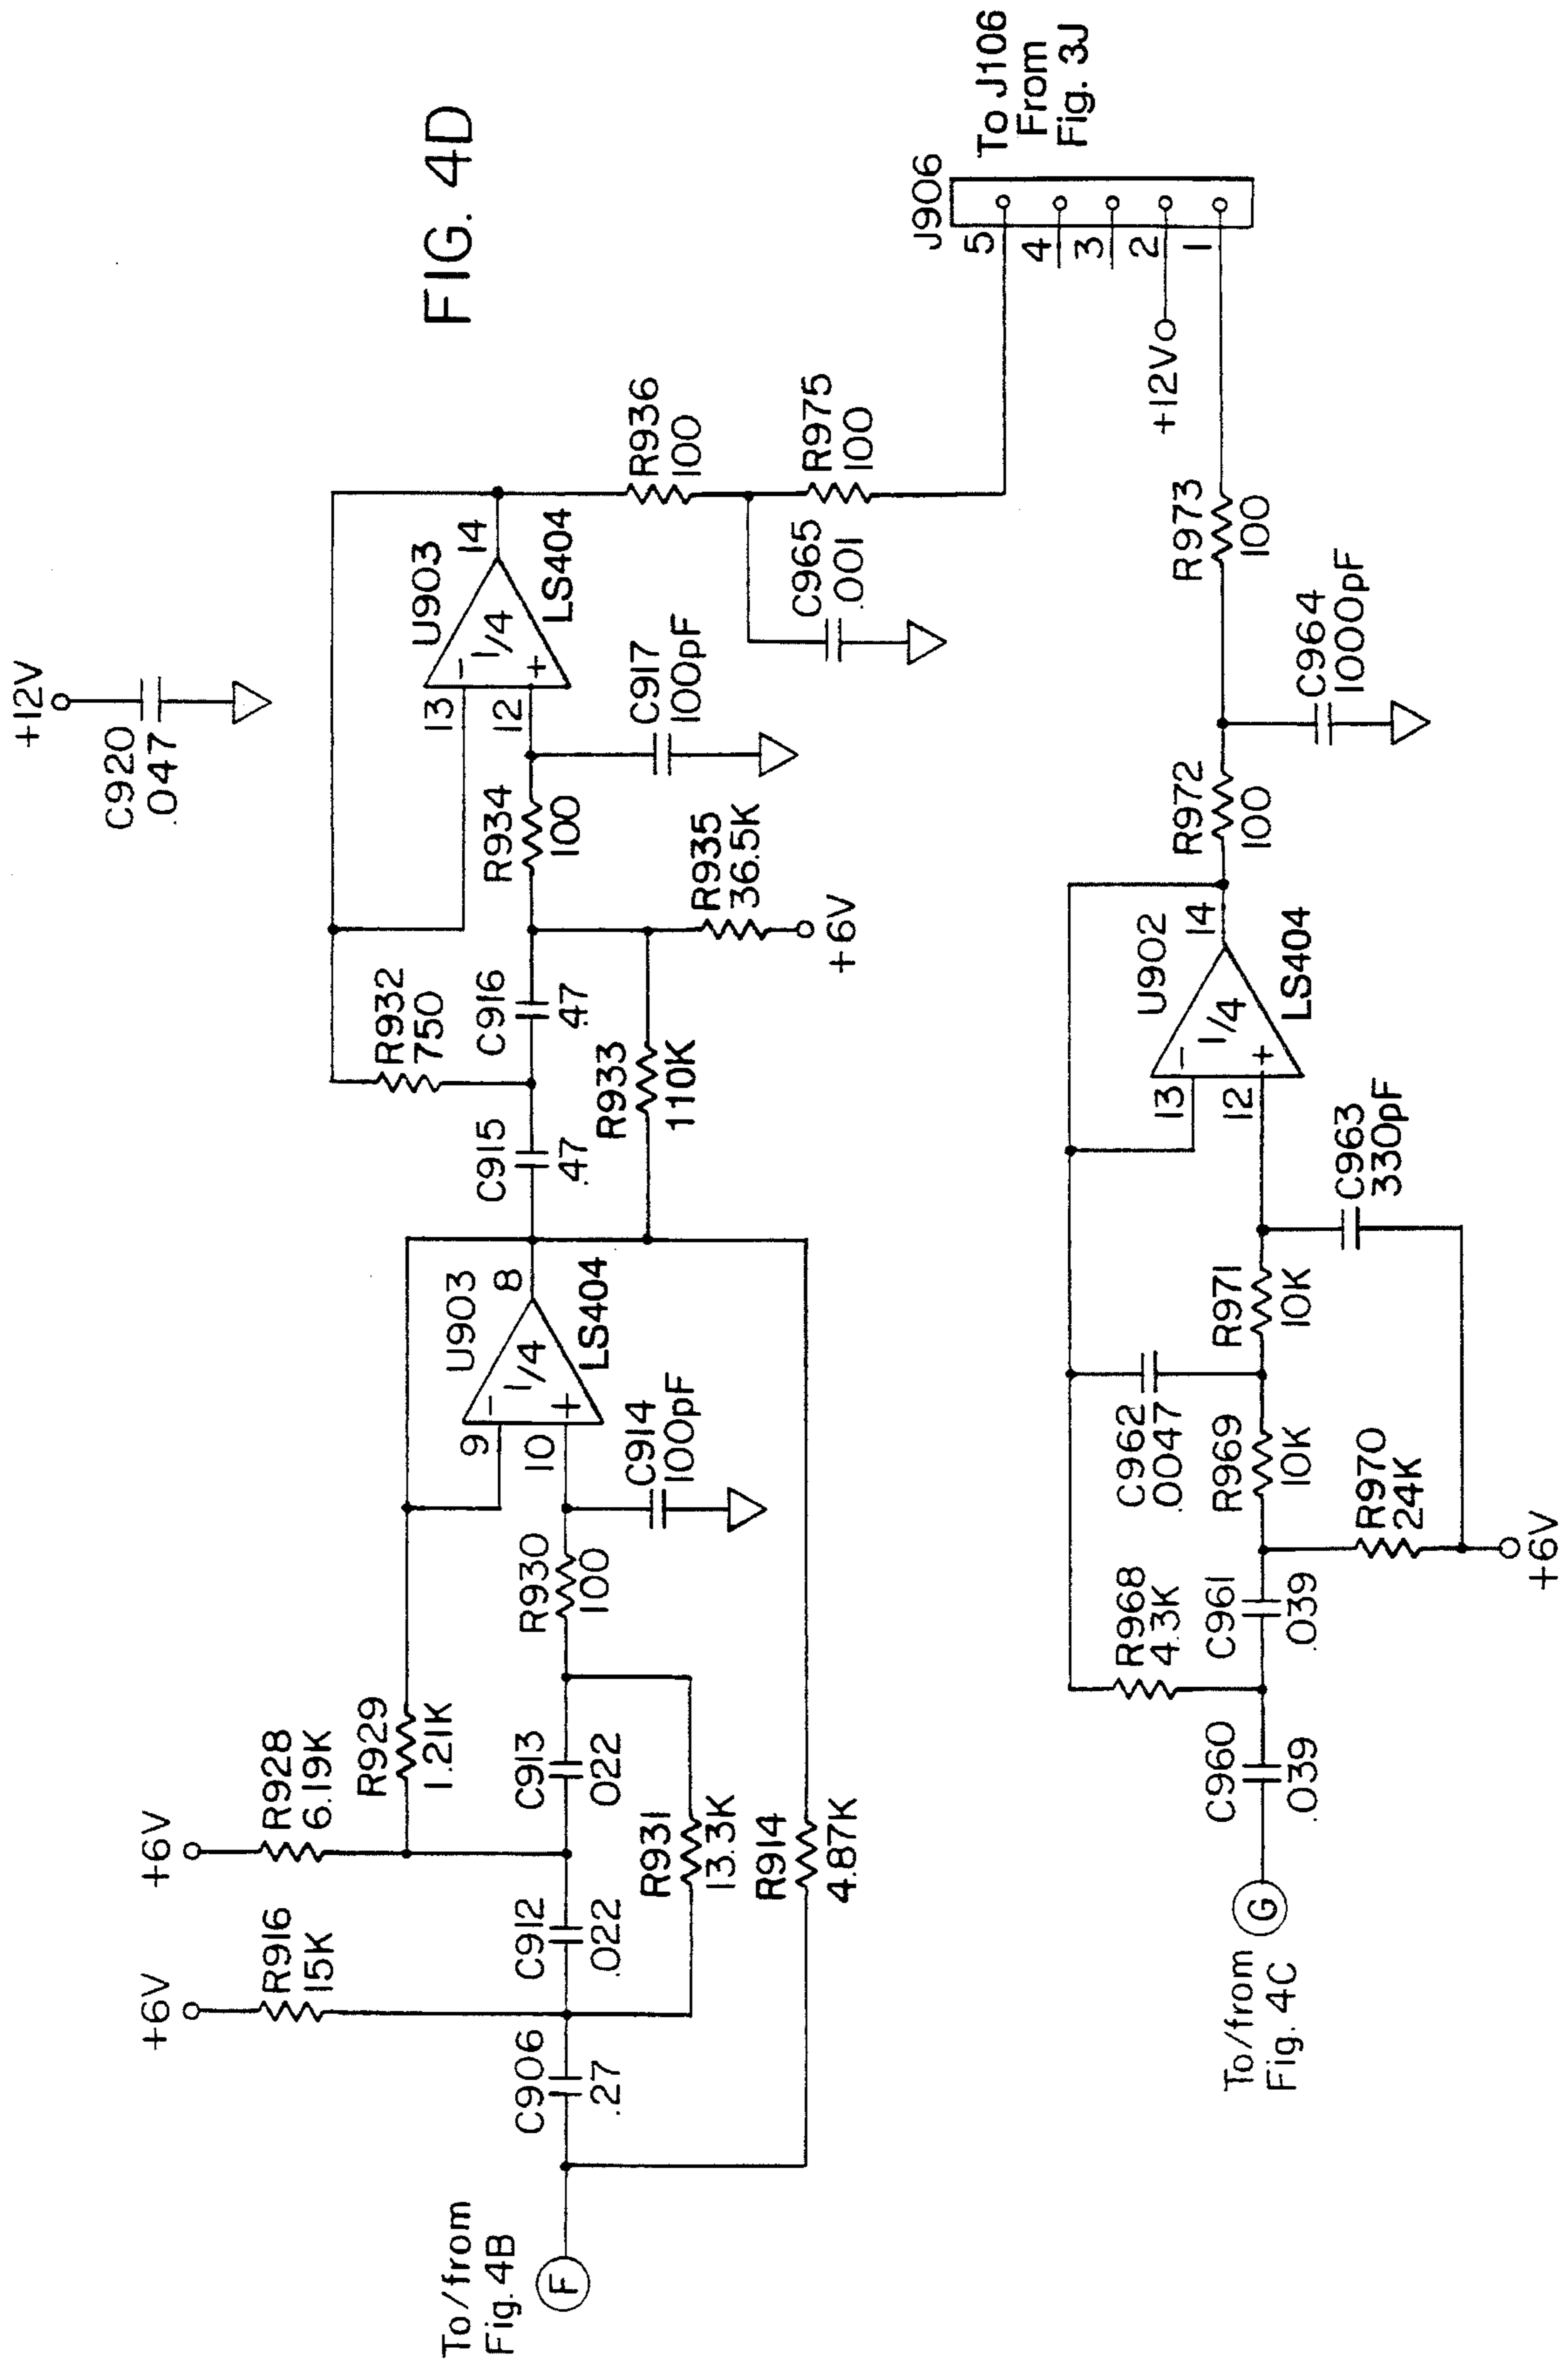 FIG. 4D
+12V
C920
.047
U903
1/4
LS404
13
12
14
-
+
R936
100
R975
100
C965
.001
C917
100pF
R934
100
R935
36.5K
+6V
R932
750
C916
.47
C915
.47
R933
110K
U903
1/4
LS404
9
10
8
-
+
C914
100pF
R930
100
R929
1.21K
+6V
R928
6.19K
+6V
R916
15K
C913
.022
C912
.022
R931
13.3K
R914
4.87K
C906
.27
To/from
Fig. 4B
F
J906
5
4
3
2
1
To J106
From
Fig. 3J
+12V
R973
100
C964
1000pF
R972
100
U902
1/4
LS404
13
12
14
-
+
C963
330pF
R971
10K
C962
.0047
R969
10K
R970
24K
+6V
R968
4.3K
C961
.039
C960
.039
G
To/from
Fig. 4C